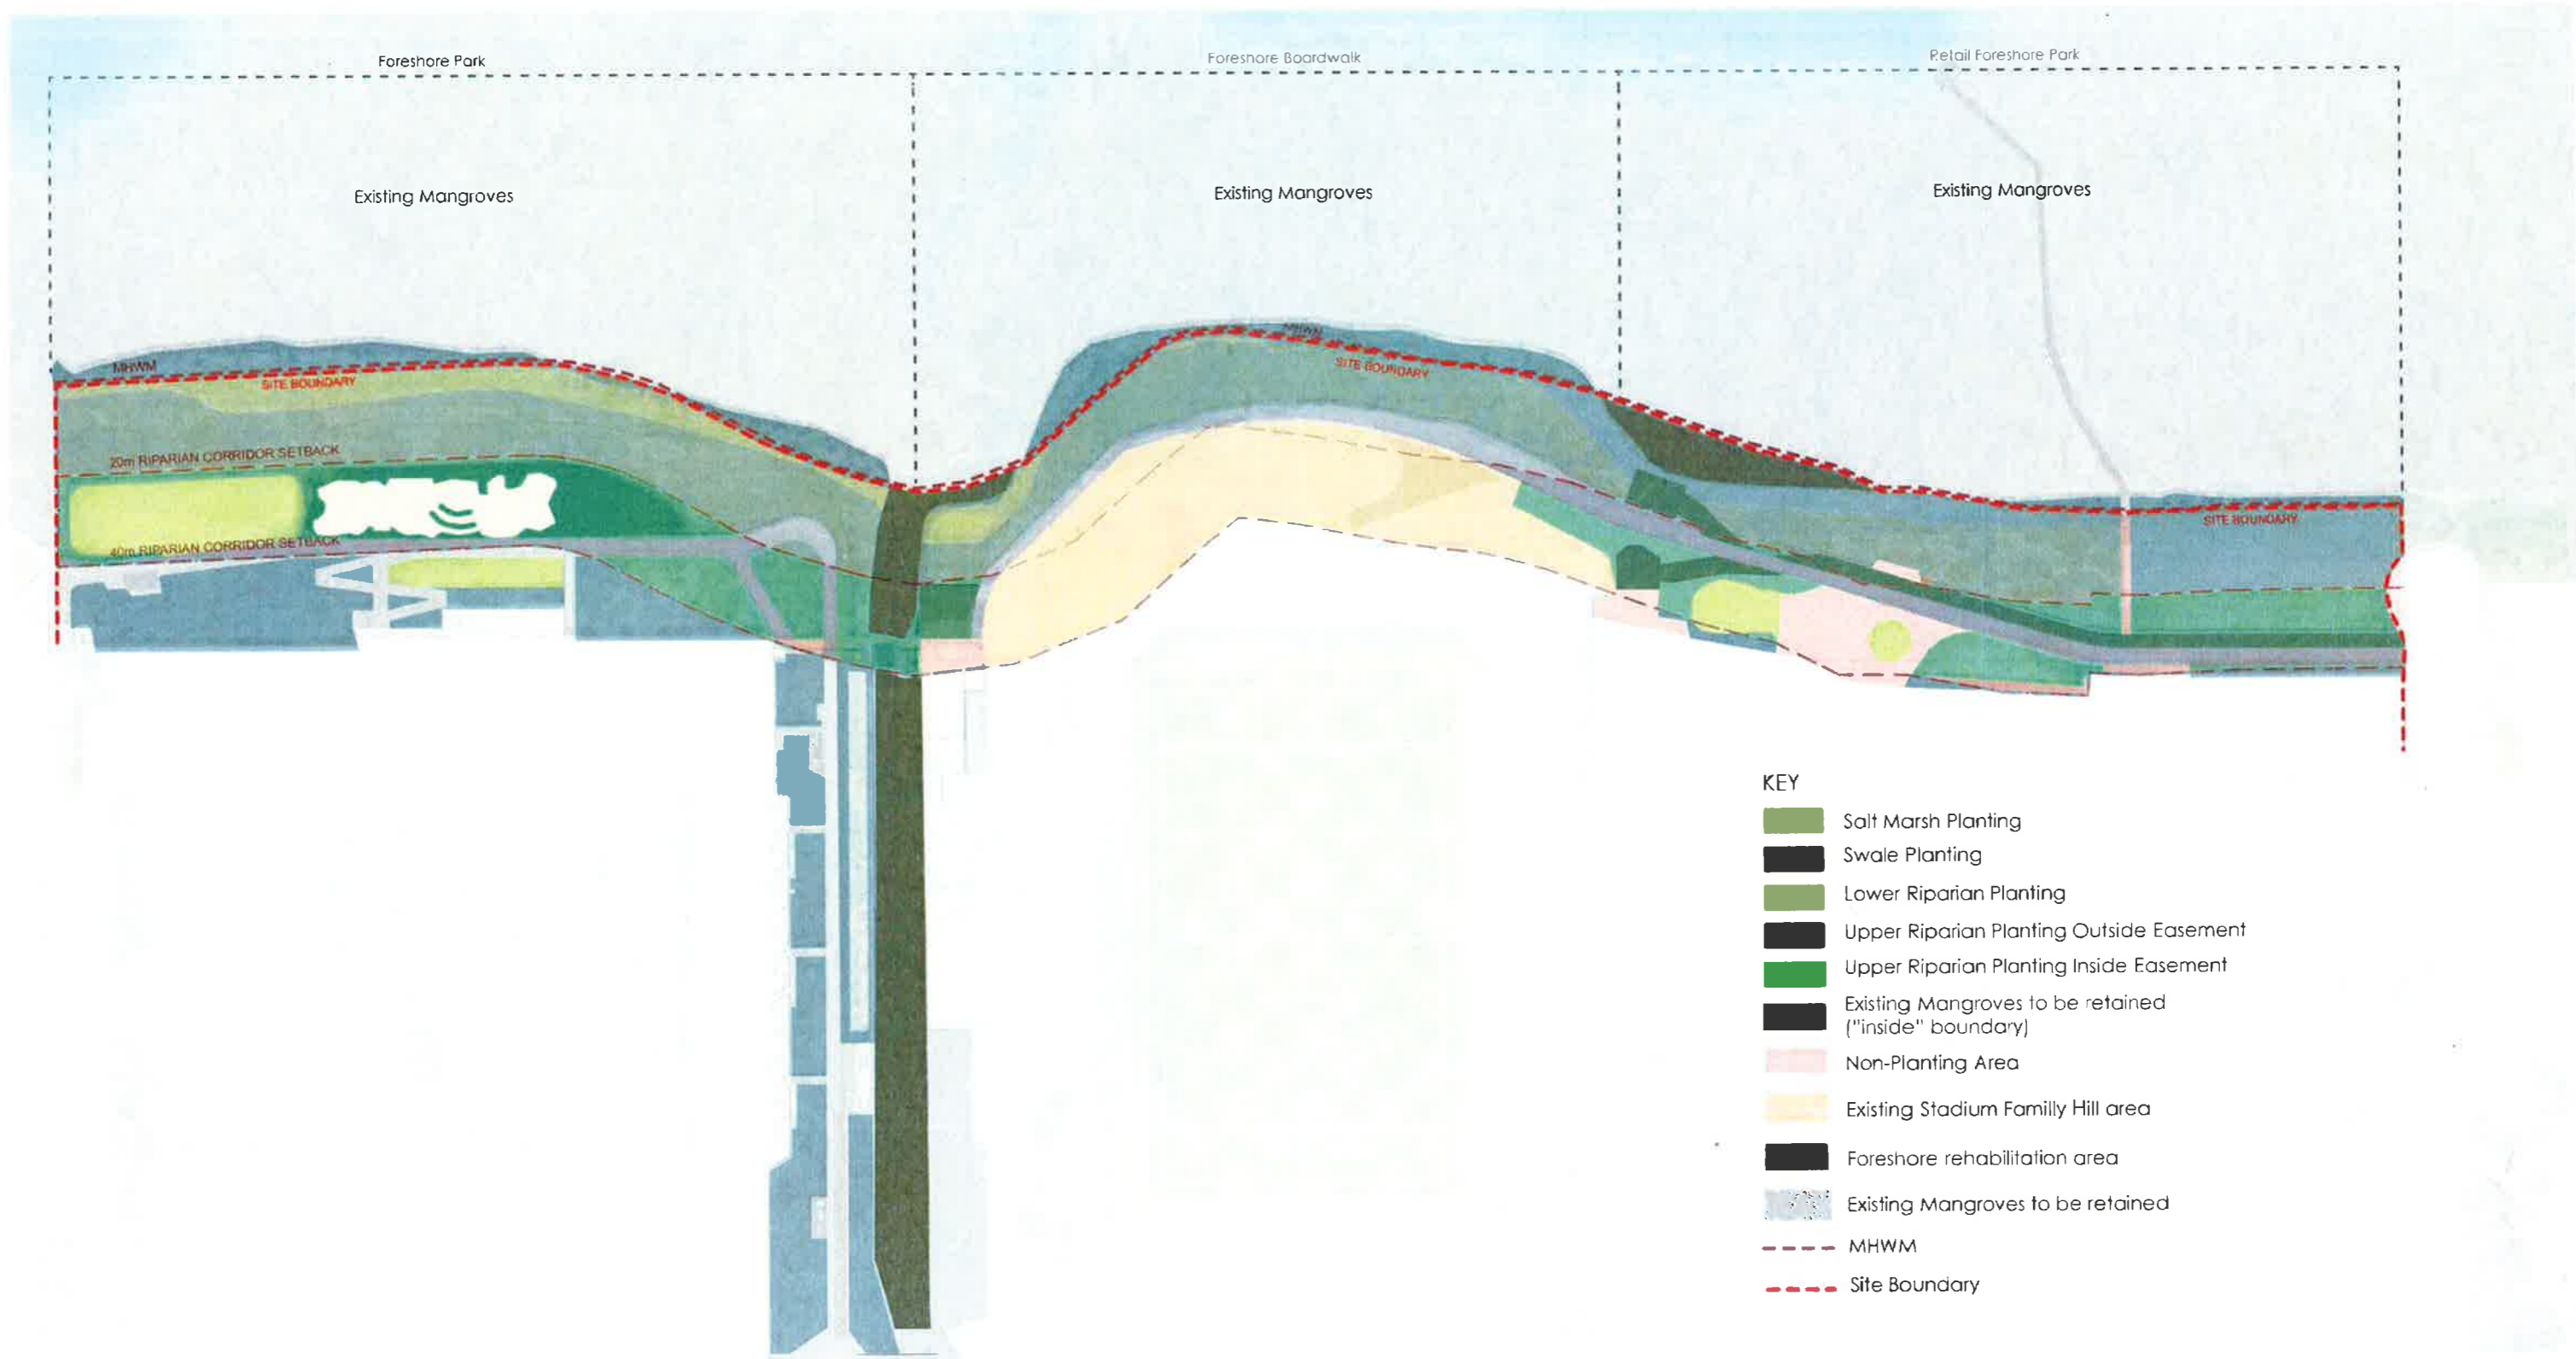 Foreshore Park
Foreshore Boardwalk
Retail Foreshore Park
Existing Mangroves
Existing Mangroves
Existing Mangroves
MHWM
SITE BOUNDARY
MHWM
SITE BOUNDARY
20m RIPARIAN CORRIDOR SETBACK
40m RIPARIAN CORRIDOR SETBACK
SITE BOUNDARY
KEY
Salt Marsh Planting
Swale Planting
Lower Riparian Planting
Upper Riparian Planting Outside Easement
Upper Riparian Planting Inside Easement
Existing Mangroves to be retained
("inside" boundary)
Non-Planting Area
Existing Stadium Familly Hill area
Foreshore rehabilitation area
Existing Mangroves to be retained
MHWM
Site Boundary